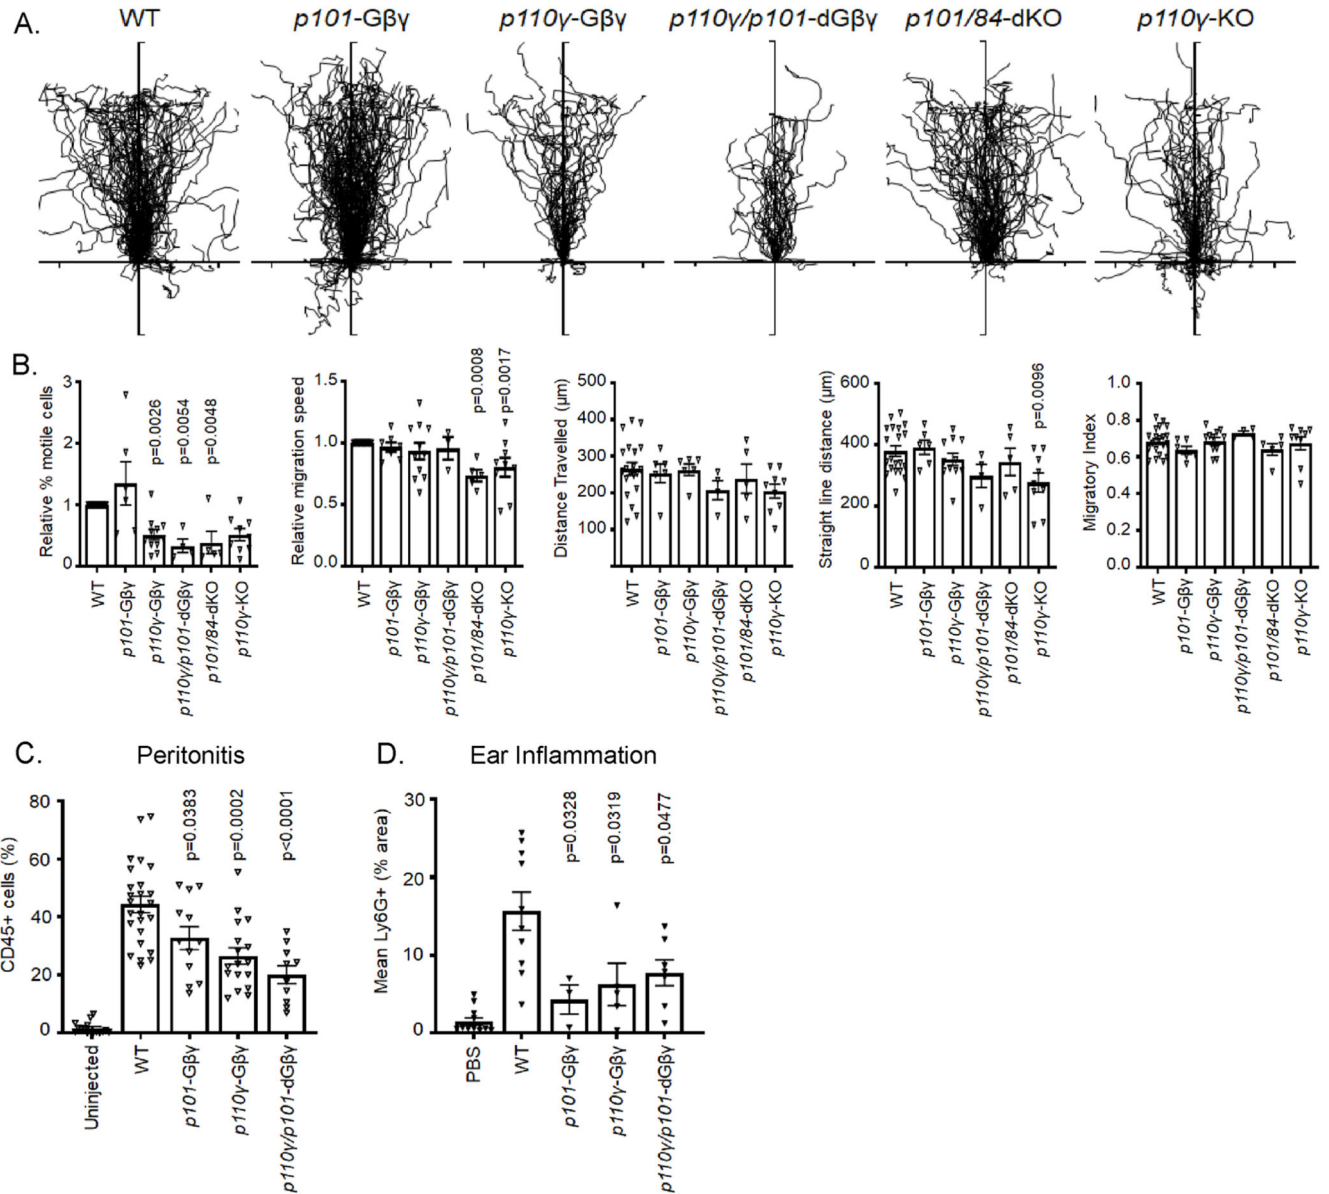 A.
WT
p101-Gβγ
p110γ-Gβγ
p110γ/p101-dGβγ
p101/84-dKO
p110γ-KO
B.
Relative % motile cells
3
2
1
0
p=0.0026
p=0.0054
p=0.0048
WT
p101-Gβγ
p110γ-Gβγ
p110γ/p101-dGβγ
p101/84-dKO
p110γ-KO
Relative migration speed
1.5
1.0
0.5
0.0
p=0.0008
p=0.0017
WT
p101-Gβγ
p110γ-Gβγ
p110γ/p101-dGβγ
p101/84-dKO
p110γ-KO
Distance Travelled (μm)
500
400
300
200
100
WT
p101-Gβγ
p110γ-Gβγ
p110γ/p101-dGβγ
p101/84-dKO
p110γ-KO
Straight line distance (μm)
600
400
200
0
p=0.0096
WT
p101-Gβγ
p110γ-Gβγ
p110γ/p101-dGβγ
p101/84-dKO
p110γ-KO
Migratory Index
1.0
0.8
0.6
0.4
0.2
0.0
WT
p101-Gβγ
p110γ-Gβγ
p110γ/p101-dGβγ
p101/84-dKO
p110γ-KO
C.
Peritonitis
CD45+ cells (%)
80
60
40
20
0
p=0.0383
p=0.0002
p<0.0001
Uninjected
WT
p101-Gβγ
p110γ-Gβγ
p110γ/p101-dGβγ
D.
Ear Inflammation
Mean Ly6G+ (% area)
30
20
10
0
p=0.0328
p=0.0319
p=0.0477
PBS
WT
p101-Gβγ
p110γ-Gβγ
p110γ/p101-dGβγ